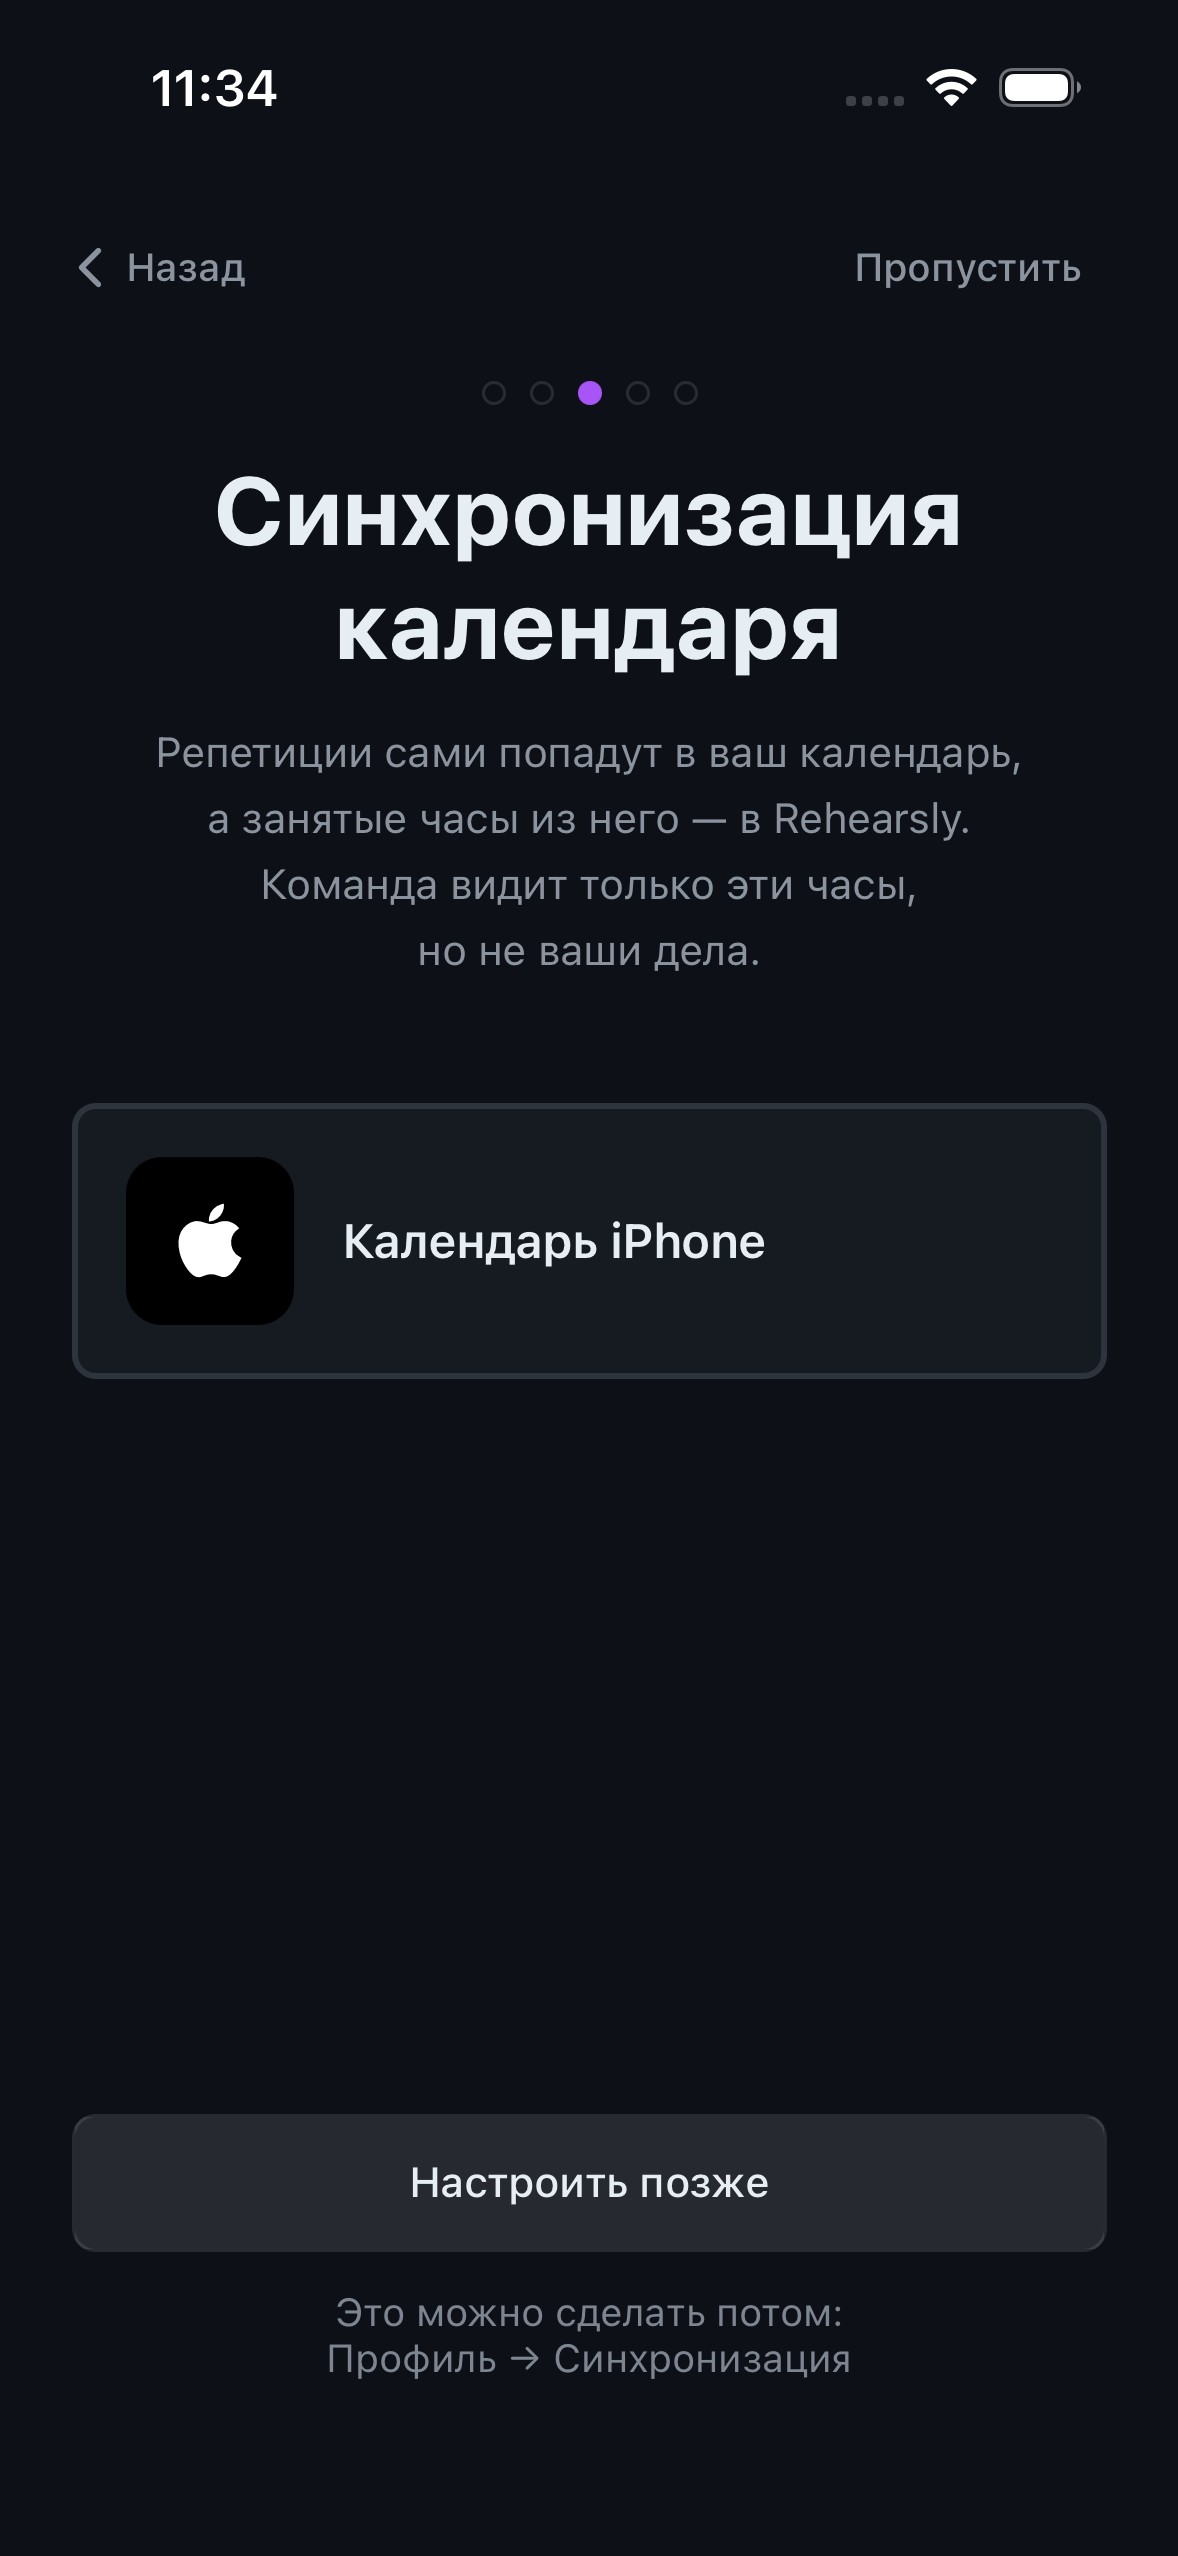 11:34
Назад
Пропустить
Синхронизация
календаря
Репетиции сами попадут в ваш календарь,
а занятые часы из него — в Rehearsly.
Команда видит только эти часы,
но не ваши дела.
Календарь iPhone
Настроить позже
Это можно сделать потом:
Профиль → Синхронизация